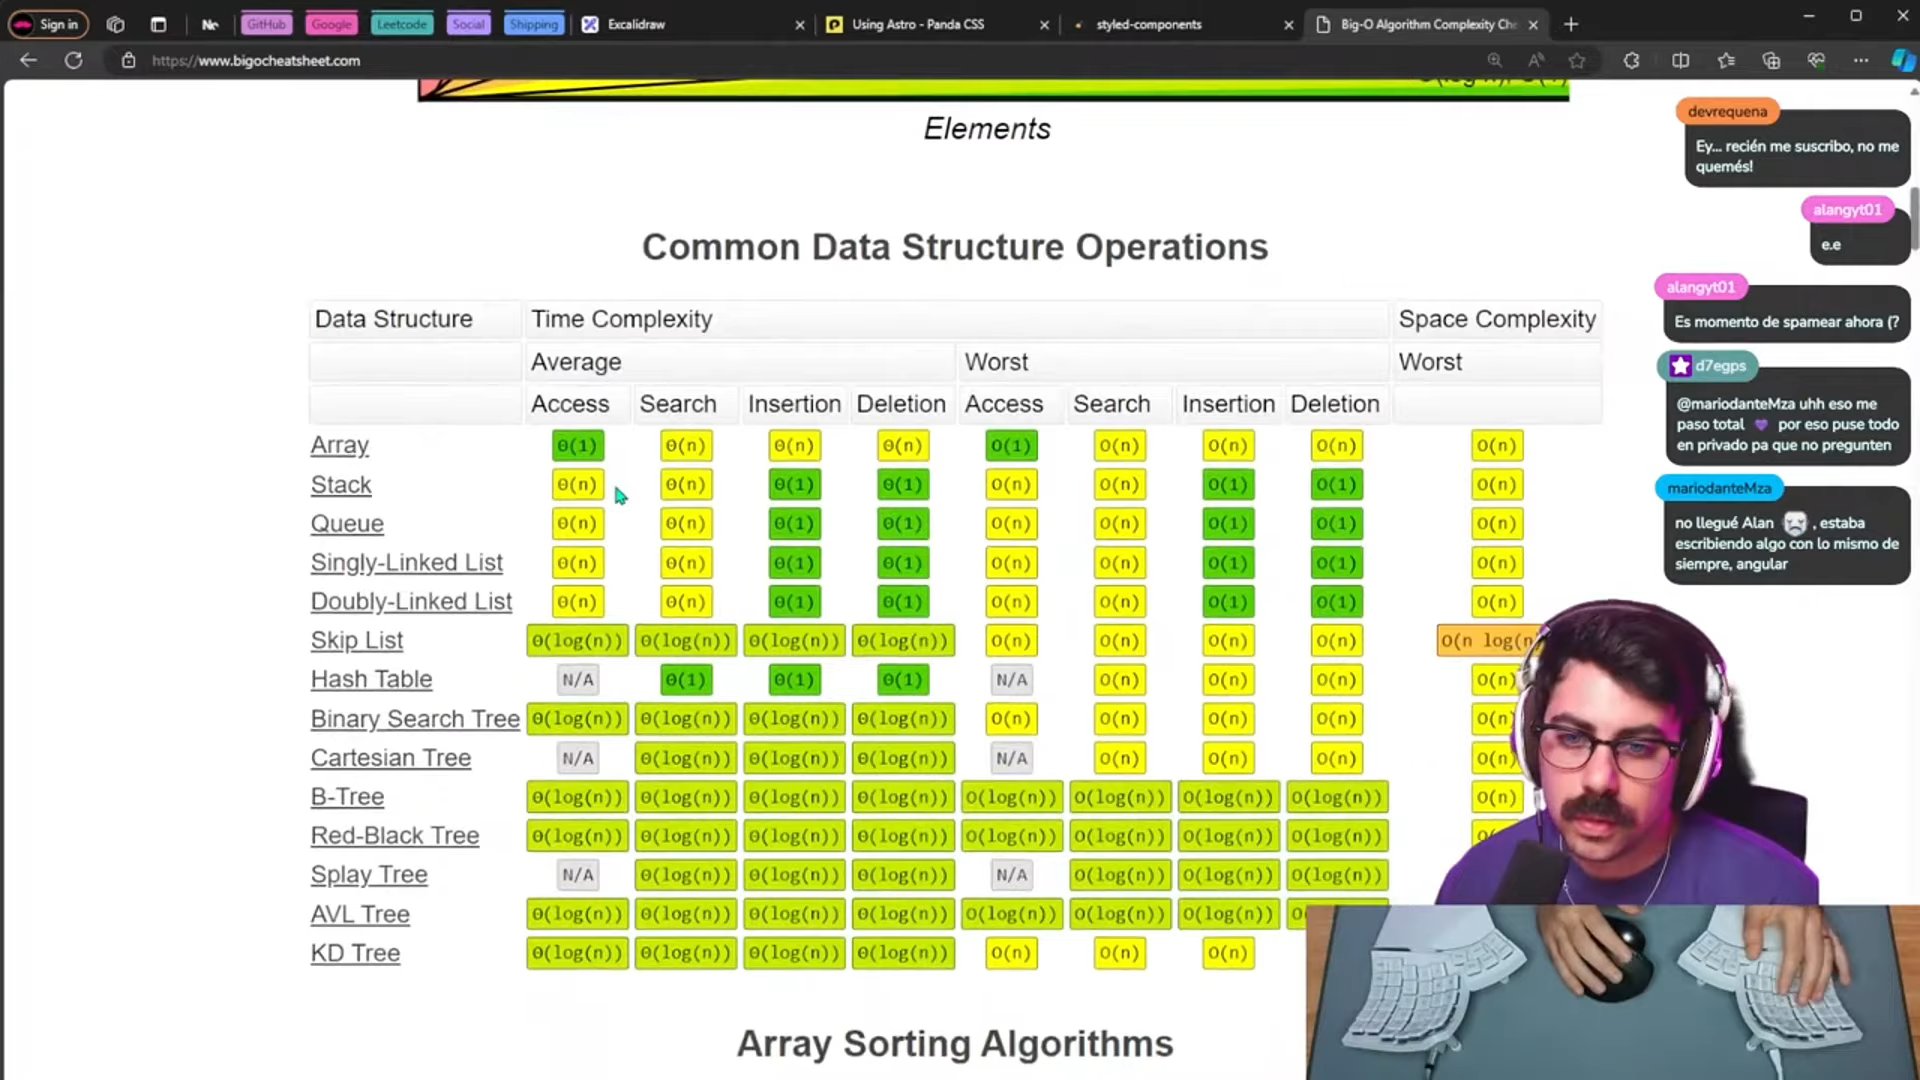 Sign in
GitHub
Google
Leetcode
Social
Shipping
Excalidraw
Using Astro - Panda CSS
styled-components
Big-O Algorithm Complexity Che
https://www.bigocheatsheet.com
Elements
Common Data Structure Operations
Data Structure Time Complexity Space Complexity
Average Worst Worst
Access Search Insertion Deletion Access Search Insertion Deletion
Array Θ(1) Θ(n) Θ(n) Θ(n) O(1) O(n) O(n) O(n) O(n)
Stack Θ(n) Θ(n) Θ(1) Θ(1) O(n) O(n) O(1) O(1) O(n)
Queue Θ(n) Θ(n) Θ(1) Θ(1) O(n) O(n) O(1) O(1) O(n)
Singly-Linked List Θ(n) Θ(n) Θ(1) Θ(1) O(n) O(n) O(1) O(1) O(n)
Doubly-Linked List Θ(n) Θ(n) Θ(1) Θ(1) O(n) O(n) O(1) O(1) O(n)
Skip List Θ(log(n)) Θ(log(n)) Θ(log(n)) Θ(log(n)) O(n) O(n) O(n) O(n) O(n log(n
Hash Table N/A Θ(1) Θ(1) Θ(1) N/A O(n) O(n) O(n) O(n)
Binary Search Tree Θ(log(n)) Θ(log(n)) Θ(log(n)) Θ(log(n)) O(n) O(n) O(n) O(n) O(n)
Cartesian Tree N/A Θ(log(n)) Θ(log(n)) Θ(log(n)) N/A O(n) O(n) O(n) O(n)
B-Tree Θ(log(n)) Θ(log(n)) Θ(log(n)) Θ(log(n)) O(log(n)) O(log(n)) O(log(n)) O(log(n)) O(n)
Red-Black Tree Θ(log(n)) Θ(log(n)) Θ(log(n)) Θ(log(n)) O(log(n)) O(log(n)) O(log(n)) O(log(n))
Splay Tree N/A Θ(log(n)) Θ(log(n)) Θ(log(n)) N/A O(log(n)) O(log(n)) O(log(n))
AVL Tree Θ(log(n)) Θ(log(n)) Θ(log(n)) Θ(log(n)) O(log(n)) O(log(n)) O(log(n))
KD Tree Θ(log(n)) Θ(log(n)) Θ(log(n)) Θ(log(n)) O(n) O(n) O(n)
Array Sorting Algorithms
devrequena
Ey... recién me suscribo, no me
quemés!
alangyt01
e.e
alangyt01
Es momento de spamear ahora (?
d7egps
@mariodanteMza uhh eso me
paso total 💜 por eso puse todo
en privado pa que no pregunten
mariodanteMza
no llegué Alan , estaba
escribiendo algo con lo mismo de
siempre, angular